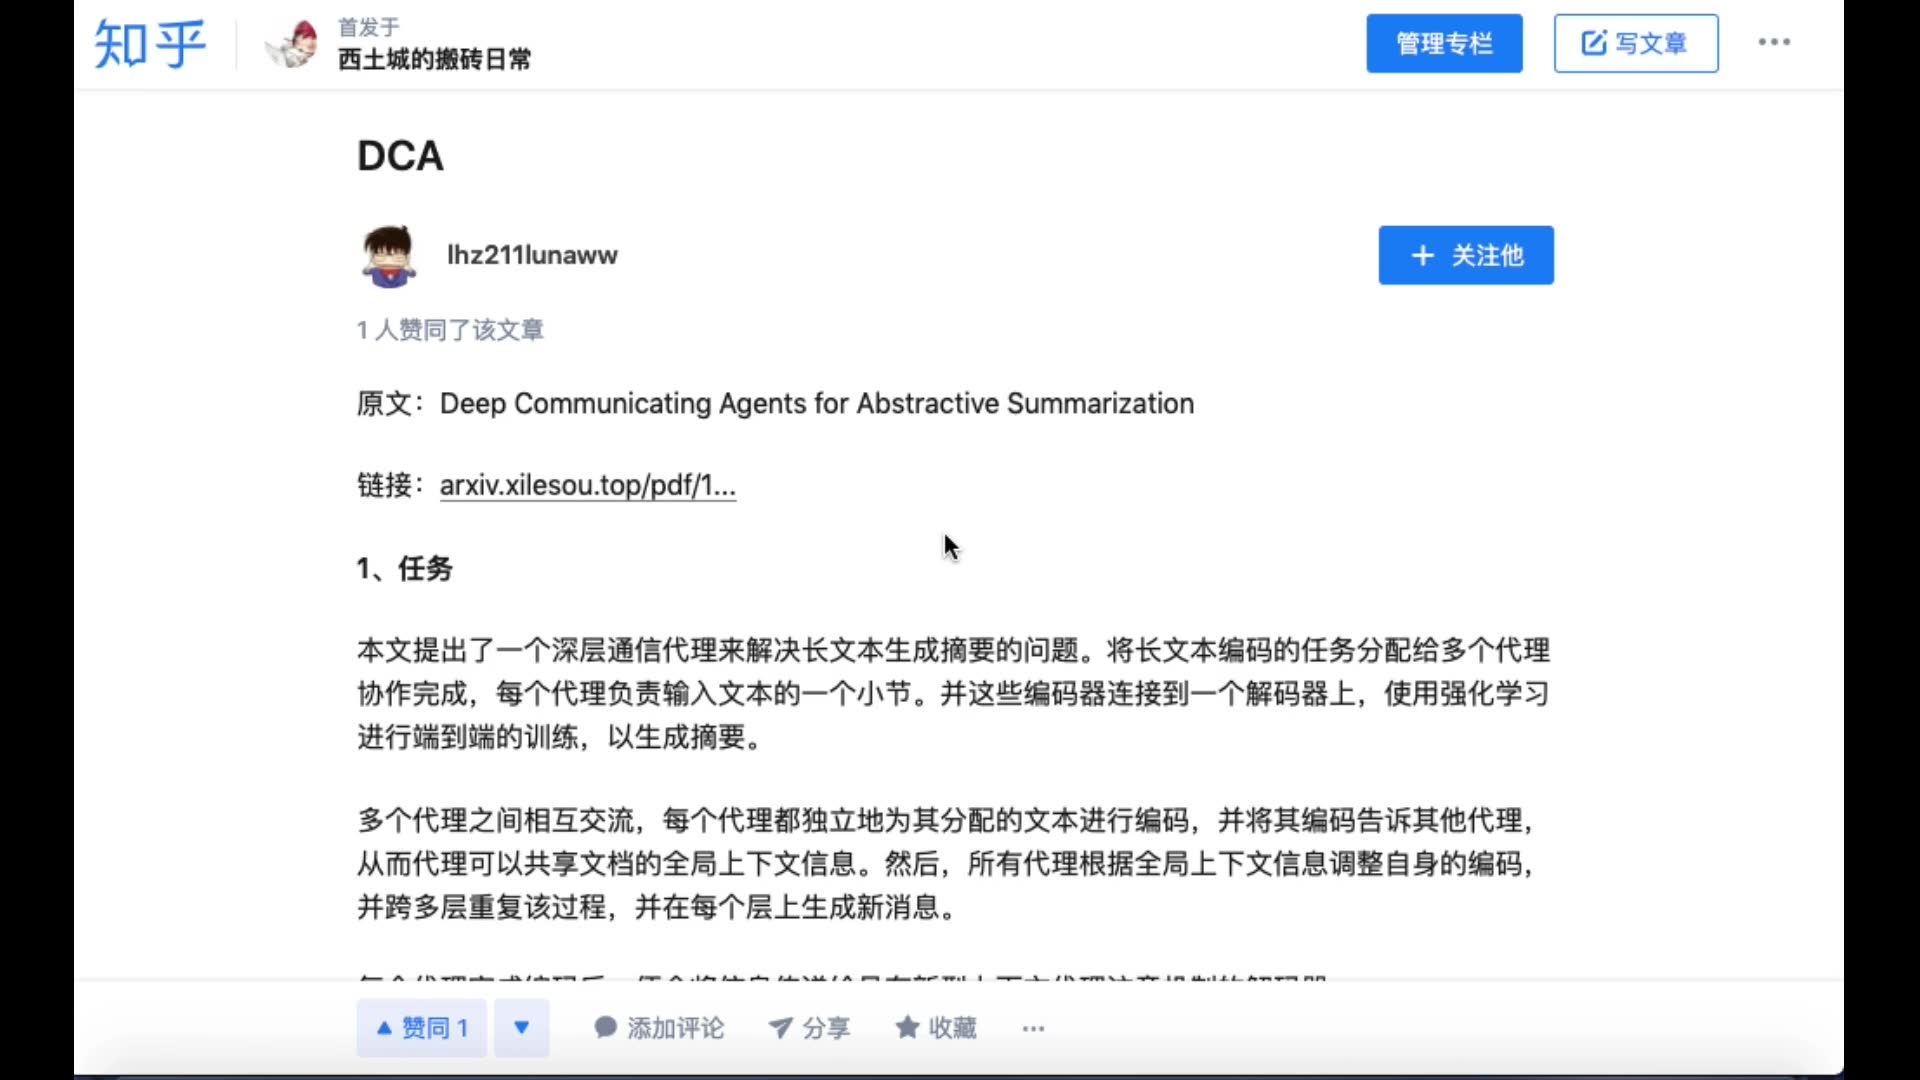 知乎
首发于
西土城的搬砖日常
管理专栏
写文章
DCA
lhz211lunaww
+ 关注他
1 人赞同了该文章
原文：Deep Communicating Agents for Abstractive Summarization
链接：arxiv.xilesou.top/pdf/1...
1、任务
本文提出了一个深层通信代理来解决长文本生成摘要的问题。将长文本编码的任务分配给多个代理
协作完成，每个代理负责输入文本的一个小节。并这些编码器连接到一个解码器上，使用强化学习
进行端到端的训练，以生成摘要。
多个代理之间相互交流，每个代理都独立地为其分配的文本进行编码，并将其编码告诉其他代理，
从而代理可以共享文档的全局上下文信息。然后，所有代理根据全局上下文信息调整自身的编码，
并跨多层重复该过程，并在每个层上生成新消息。
赞同 1
添加评论
分享
收藏